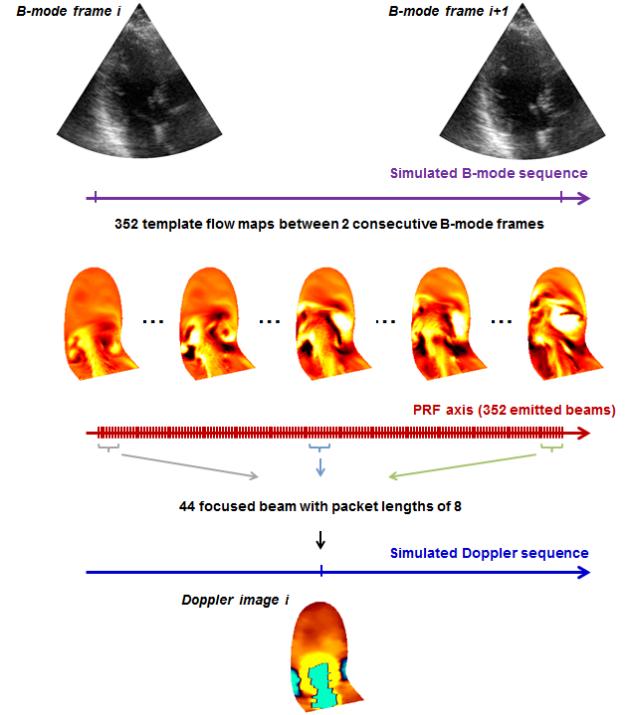 B-mode frame i
B-mode frame i+1
Simulated B-mode sequence
352 template flow maps between 2 consecutive B-mode frames
... ... ... ...
PRF axis (352 emitted beams)
44 focused beam with packet lengths of 8
Simulated Doppler sequence
Doppler image i